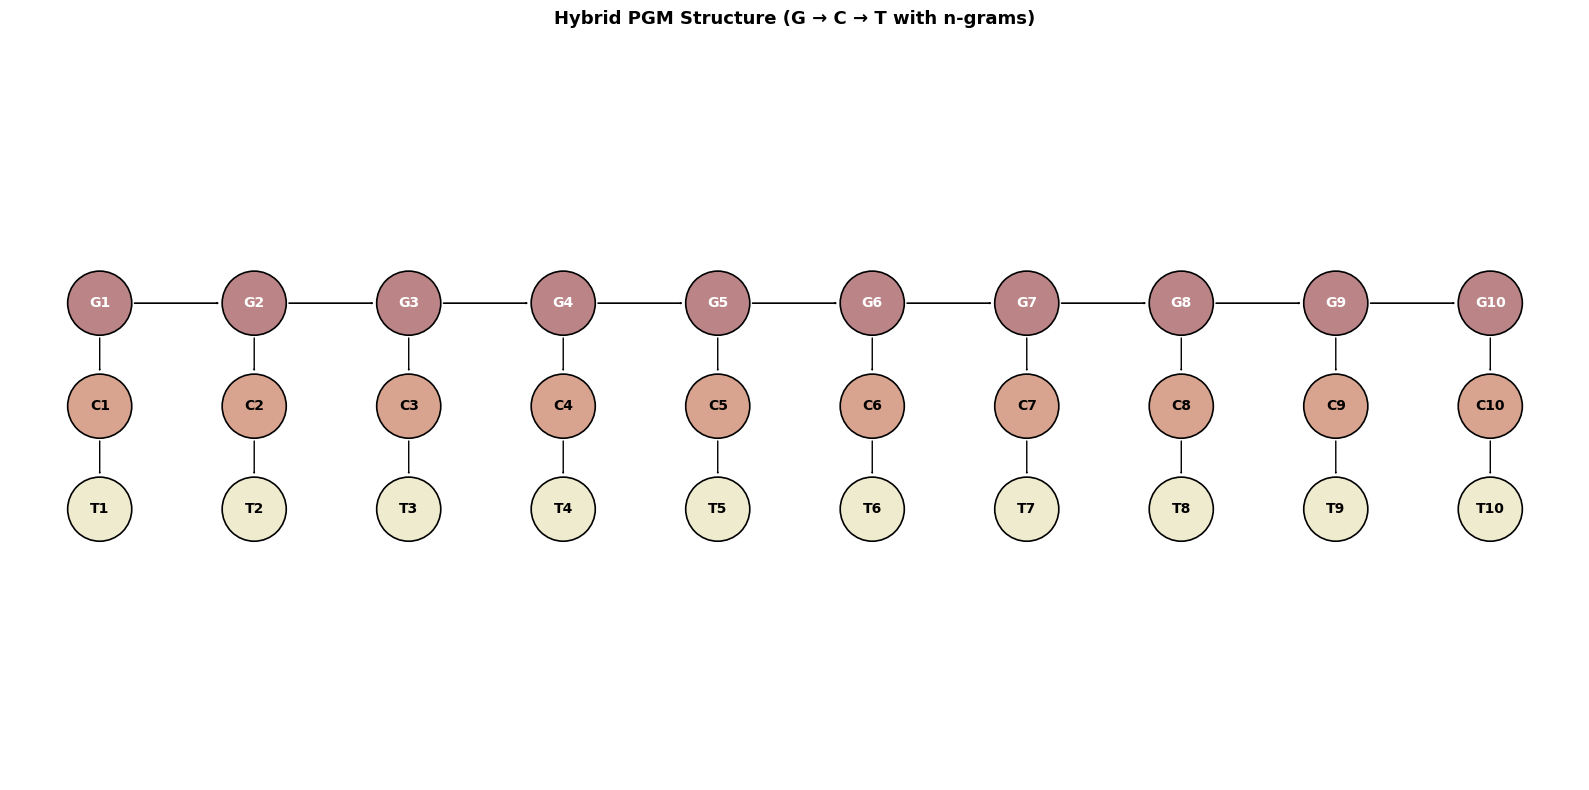 Hybrid PGM Structure (G → C → T with n-grams)
G1 G2 G3 G4 G5 G6 G7 G8 G9 G10
C1 C2 C3 C4 C5 C6 C7 C8 C9 C10
T1 T2 T3 T4 T5 T6 T7 T8 T9 T10